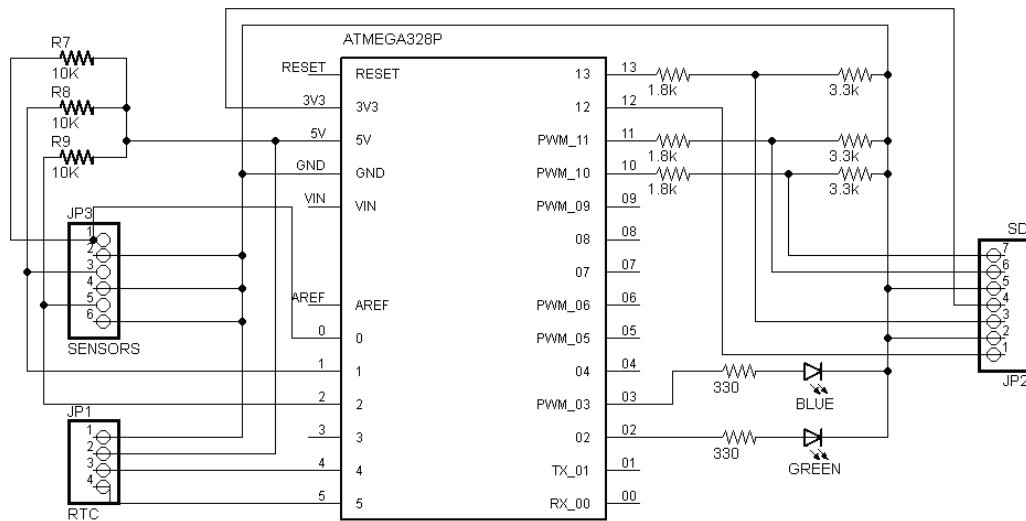 ATMEGA328P
R7
10K
R8
10K
R9
10K
RESET
3V3
5V
GND
VIN
AREF
0
1
2
3
4
5
RESET
3V3
5V
GND
VIN
AREF
0
1
2
3
4
5
13
12
PWM_11
PWM_10
PWM_09
08
07
PWM_06
PWM_05
04
PWM_03
02
TX_01
RX_00
13
12
11
10
09
08
07
06
05
04
03
02
01
00
1.8k
3.3k
1.8k
3.3k
1.8k
3.3k
JP3
1
2
3
4
5
6
SENSORS
JP1
1
2
3
4
RTC
330
BLUE
330
GREEN
SD
7
6
5
4
3
2
1
JP2